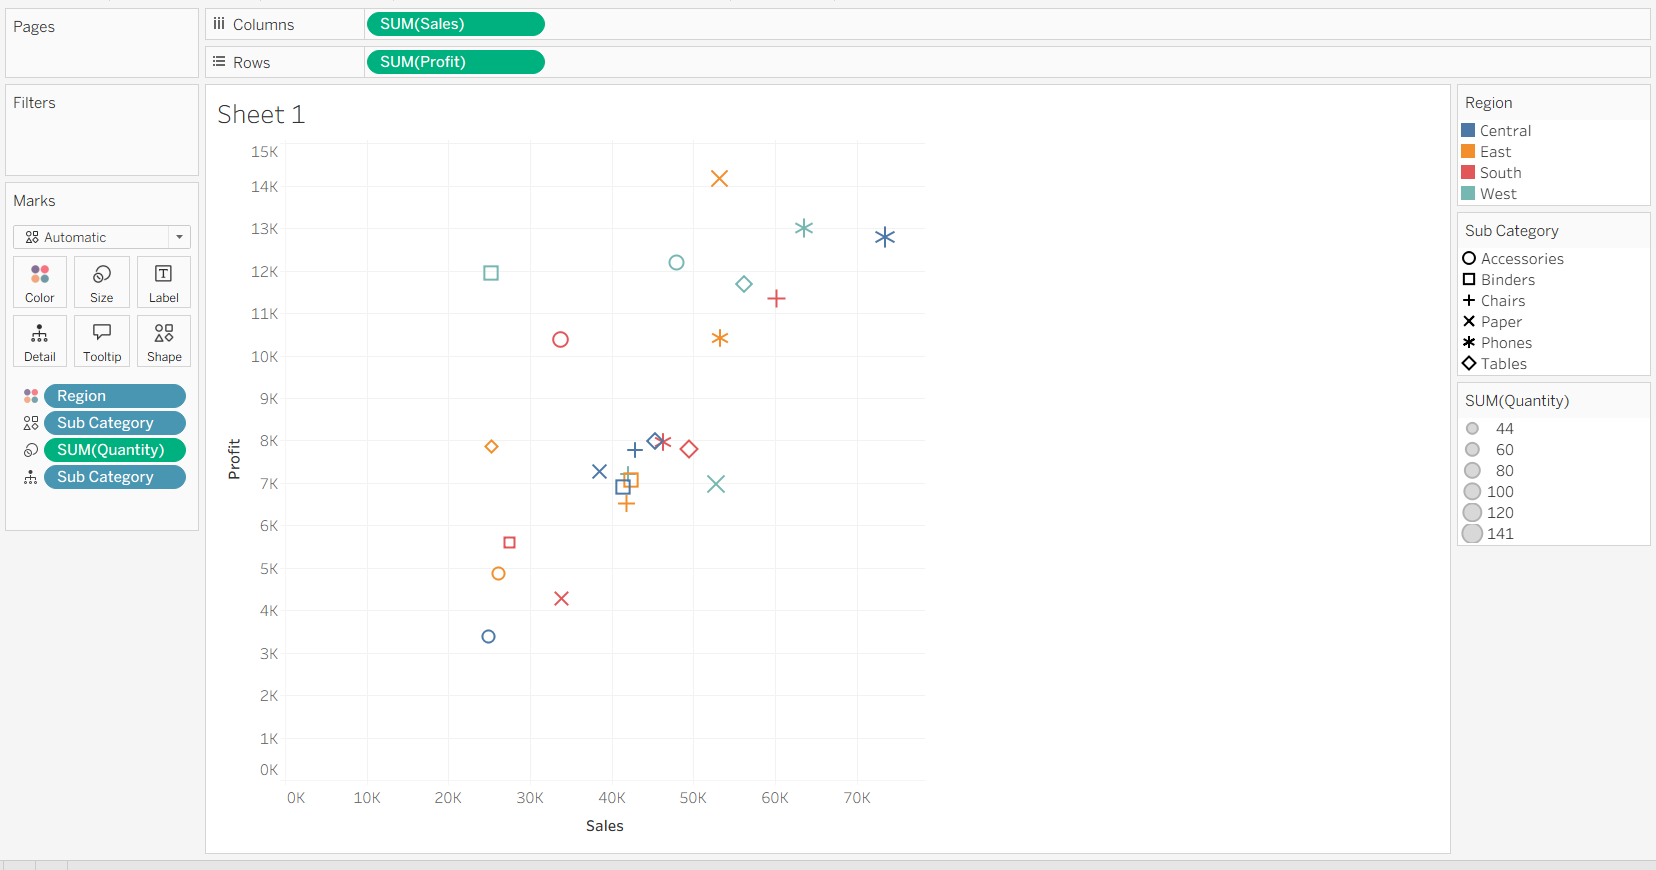 Pages
Columns
SUM(Sales)
Rows
SUM(Profit)
Filters
Marks
Automatic
Color
Size
Label
Detail
Tooltip
Shape
Region
Sub Category
SUM(Quantity)
Sub Category
Sheet 1
15K
14K
13K
12K
11K
10K
9K
8K
7K
6K
5K
4K
3K
2K
1K
0K
Profit
0K 10K 20K 30K 40K 50K 60K 70K
Sales
Region
Central
East
South
West
Sub Category
Accessories
Binders
Chairs
Paper
Phones
Tables
SUM(Quantity)
44
60
80
100
120
141